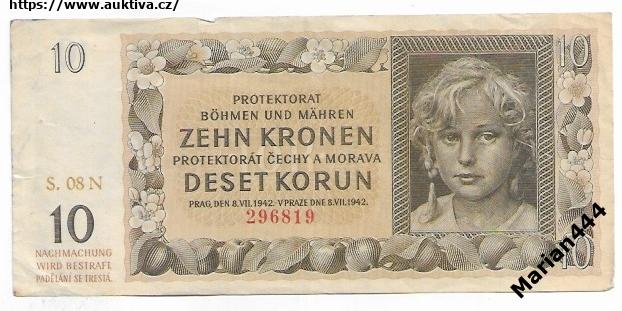 https://www.auktiva.cz/
10
10
PROTEKTORAT
BÖHMEN UND MÄHREN
ZEHN KRONEN
PROTEKTORÁT ČECHY A MORAVA
DESET KORUN
PRAG, DEN 8.VII.1942. V PRAZE DNE 8.VII.1942.
296819
S. 08 N
10
NACHMACHUNG
WIRD BESTRAFT.
PADĚLÁNÍ SE TRESTÁ.
10
Marian444